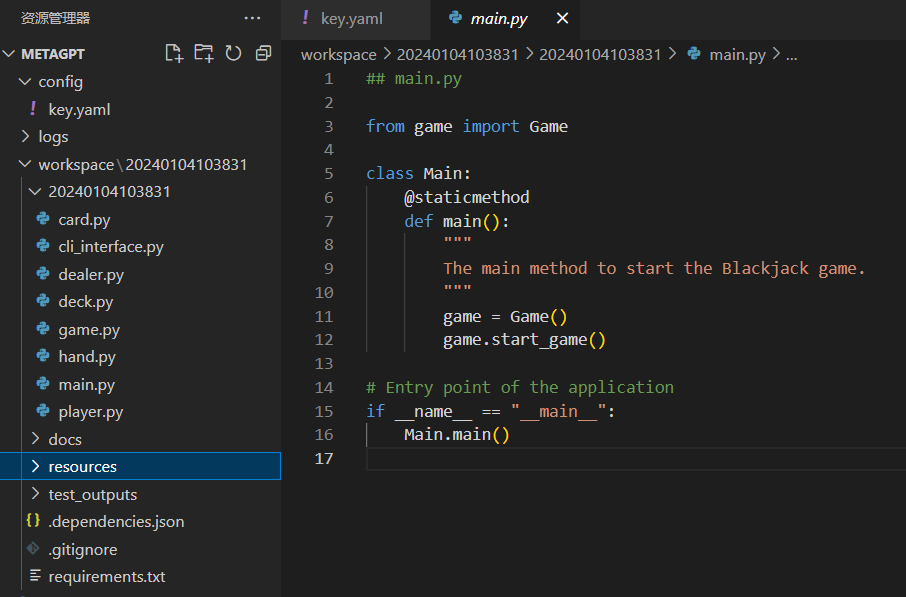 资源管理器 ···
METAGPT
config
! key.yaml
logs
workspace\20240104103831
20240104103831
card.py
cli_interface.py
dealer.py
deck.py
game.py
hand.py
main.py
player.py
docs
resources
test_outputs
{} .dependencies.json
.gitignore
requirements.txt
! key.yaml
main.py
workspace > 20240104103831 > 20240104103831 > main.py > ...
1 ## main.py
2
3 from game import Game
4
5 class Main:
6 @staticmethod
7 def main():
8 """
9 The main method to start the Blackjack game.
10 """
11 game = Game()
12 game.start_game()
13
14 # Entry point of the application
15 if __name__ == "__main__":
16 Main.main()
17